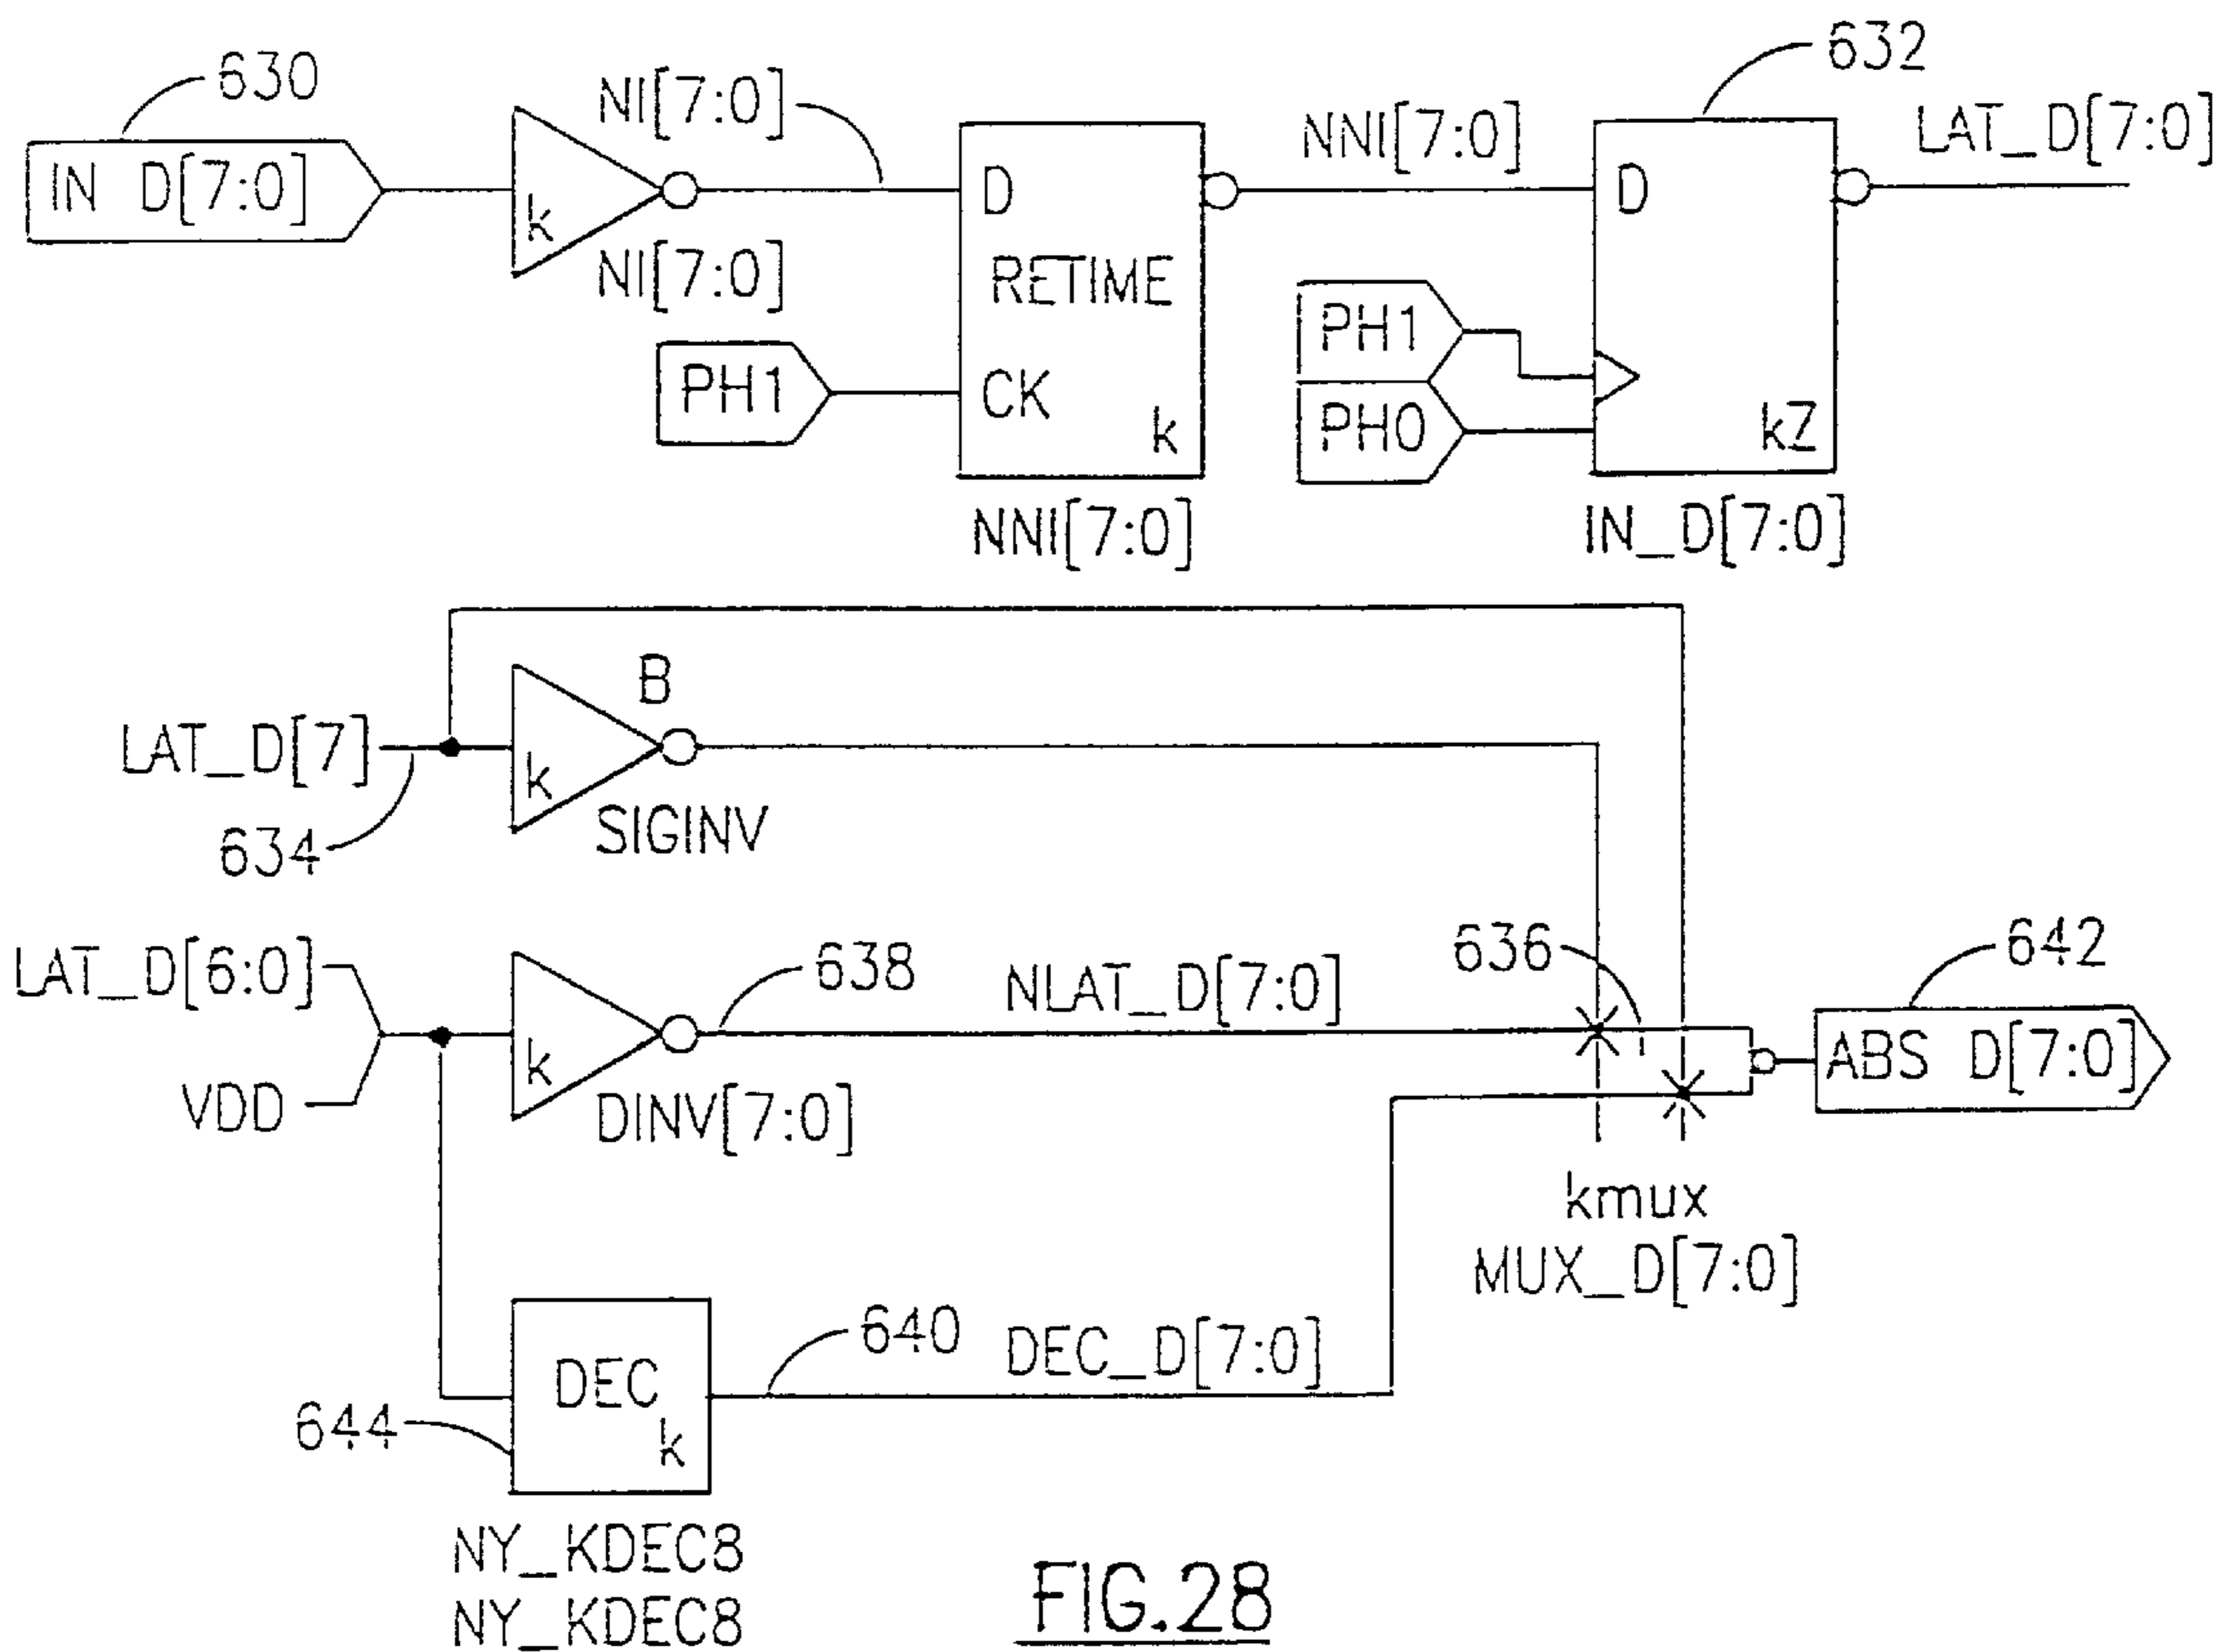 630
632
NI[7:0]
NNI[7:0]
LAT_D[7:0]
IN D[7:0]
k
D
D
NI[7:0]
RETIME
PH1
PH1
CK
k
PH0
kZ
NNI[7:0]
IN_D[7:0]
B
LAT_D[7]
k
634
SIGINV
LAT_D[6:0]
638
NLAT_D[7:0]
636
642
k
ABS D[7:0]
VDD
DINV[7:0]
kmux
MUX_D[7:0]
640
DEC_D[7:0]
DEC
k
644
NY_KDEC8
NY_KDEC8
FIG.28